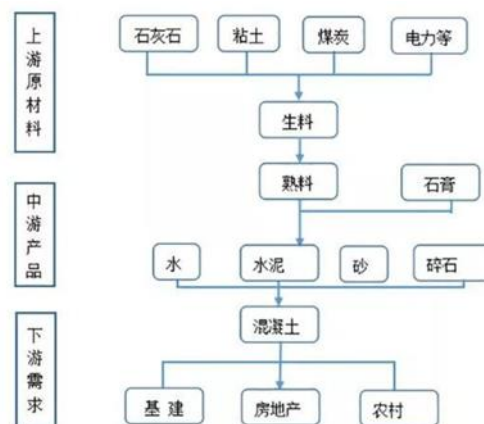 上游原材料
石灰石
粘土
煤炭
电力等
生料
熟料
石膏
中游产品
水
水泥
砂
碎石
混凝土
下游需求
基建
房地产
农村